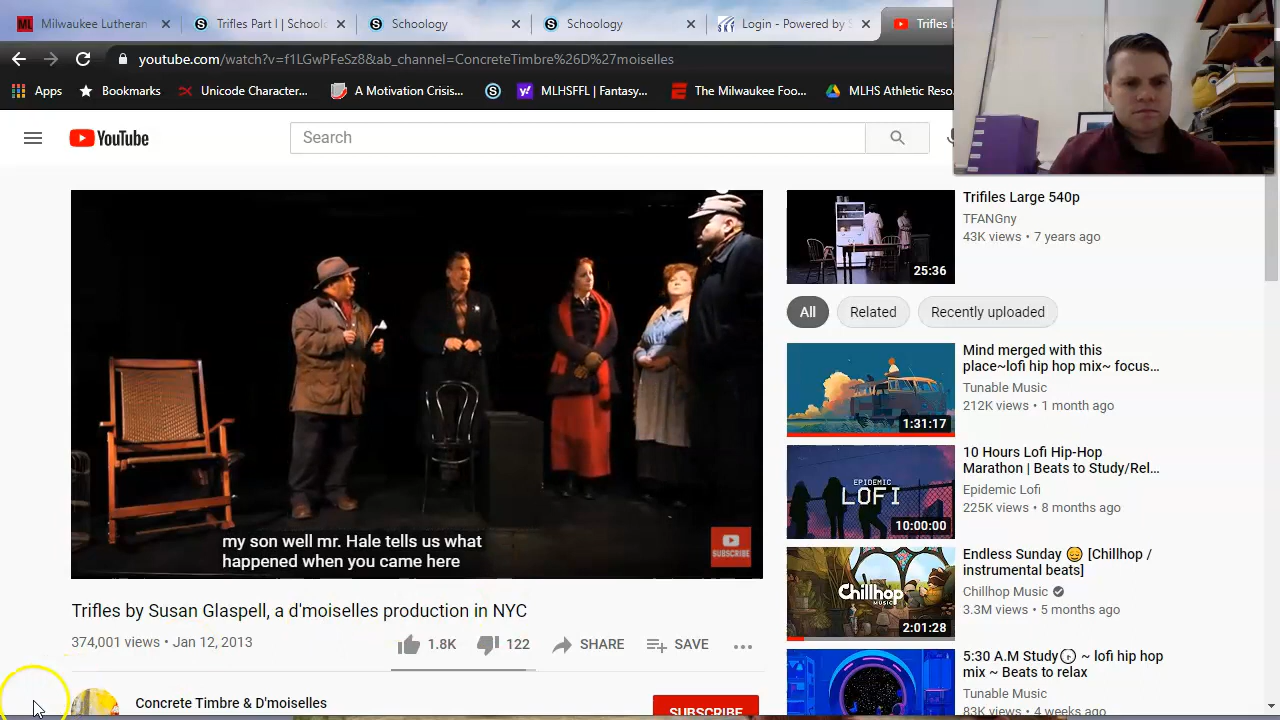 ML Milwaukee Lutheran
S Trifles Part I | School
S Schoology
S Schoology
Login - Powered by
Trifles b
youtube.com/watch?v=f1LGwPFeSz8&ab_channel=ConcreteTimbre%26D%27moiselles
Apps
Bookmarks
Unicode Character...
A Motivation Crisis...
S
MLHSFFL | Fantasy...
The Milwaukee Foo...
MLHS Athletic Reso
YouTube
Search
my son well mr. Hale tells us what
happened when you came here
SUBSCRIBE
Trifles by Susan Glaspell, a d'moiselles production in NYC
374,001 views • Jan 12, 2013
1.8K
122
SHARE
SAVE
Concrete Timbre & D'moiselles
SUBSCRIBE
25:36
Trifiles Large 540p
TFANGny
43K views • 7 years ago
All
Related
Recently uploaded
1:31:17
Mind merged with this
place~lofi hip hop mix~ focus...
Tunable Music
212K views • 1 month ago
EPIDEMIC
LOFI
10:00:00
10 Hours Lofi Hip-Hop
Marathon | Beats to Study/Rel...
Epidemic Lofi
225K views • 8 months ago
Chillhop
MUSIC
2:01:28
Endless Sunday 😌 [Chillhop /
instrumental beats]
Chillhop Music
3.3M views • 5 months ago
5:30 A.M Study🕞 ~ lofi hip hop
mix ~ Beats to relax
Tunable Music
83K views • 4 weeks ago